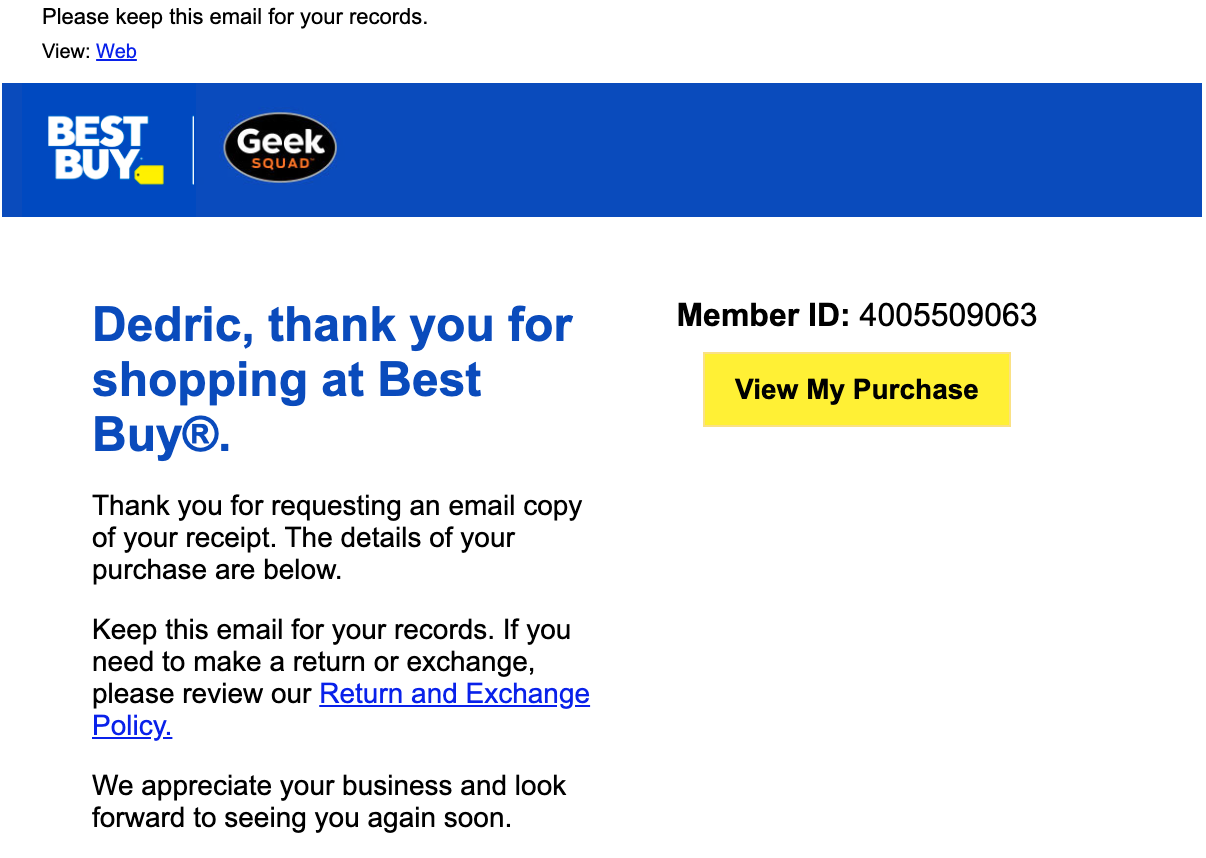 Please keep this email for your records.
View: Web
BEST
BUY
Geek
SQUAD™
Dedric, thank you for
shopping at Best
Buy®.
Thank you for requesting an email copy
of your receipt. The details of your
purchase are below.
Keep this email for your records. If you
need to make a return or exchange,
please review our Return and Exchange
Policy.
We appreciate your business and look
forward to seeing you again soon.
Member ID: 4005509063
View My Purchase